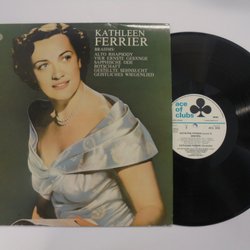 KATHLEEN
FERRIER
BRAHMS:
ALTO RHAPSODY
VIER ERNSTE GESÄNGE
SAPPHISCHE ODE
BOTSCHAFT
GESTILLTE SEHNSUCHT
GEISTLICHES WIEGENLIED
ace of
clubs